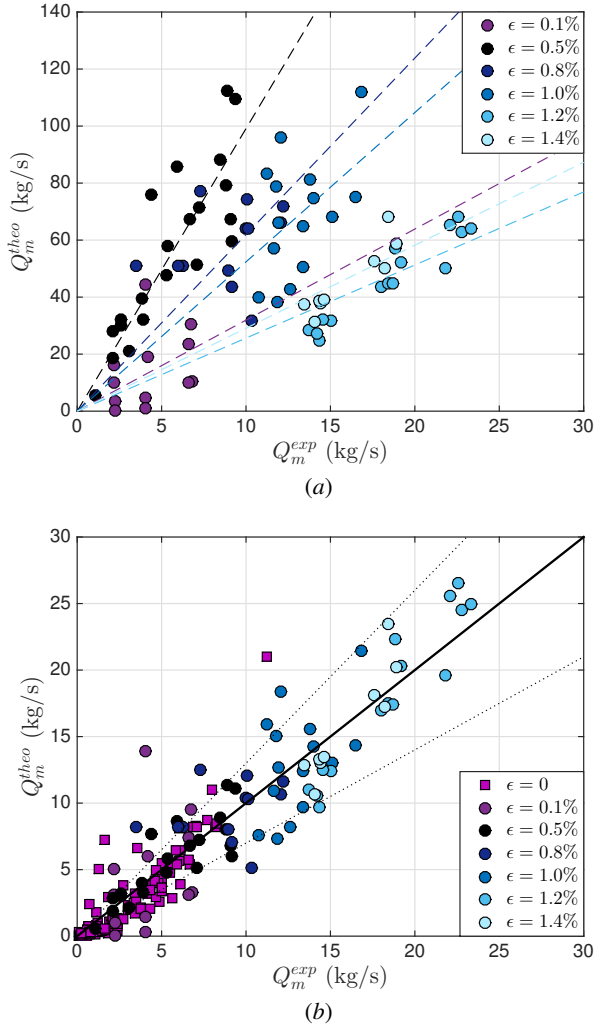 140
120
100
80
60
40
20
0
Q_m^{theo} (kg/s)
ϵ = 0.1%
ϵ = 0.5%
ϵ = 0.8%
ϵ = 1.0%
ϵ = 1.2%
ϵ = 1.4%
0 5 10 15 20 25 30
Q_m^{exp} (kg/s)
(a)
30
25
20
15
10
5
0
Q_m^{theo} (kg/s)
ϵ = 0
ϵ = 0.1%
ϵ = 0.5%
ϵ = 0.8%
ϵ = 1.0%
ϵ = 1.2%
ϵ = 1.4%
0 5 10 15 20 25 30
Q_m^{exp} (kg/s)
(b)